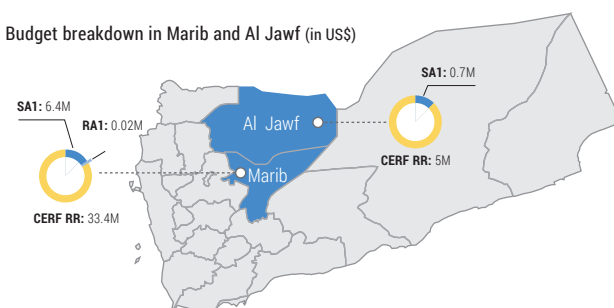 Budget breakdown in Marib and Al Jawf (in US$)
SA1: 0.7M
SA1: 6.4M
RA1: 0.02M
Al Jawf
CERF RR: 5M
Marib
CERF RR: 33.4M